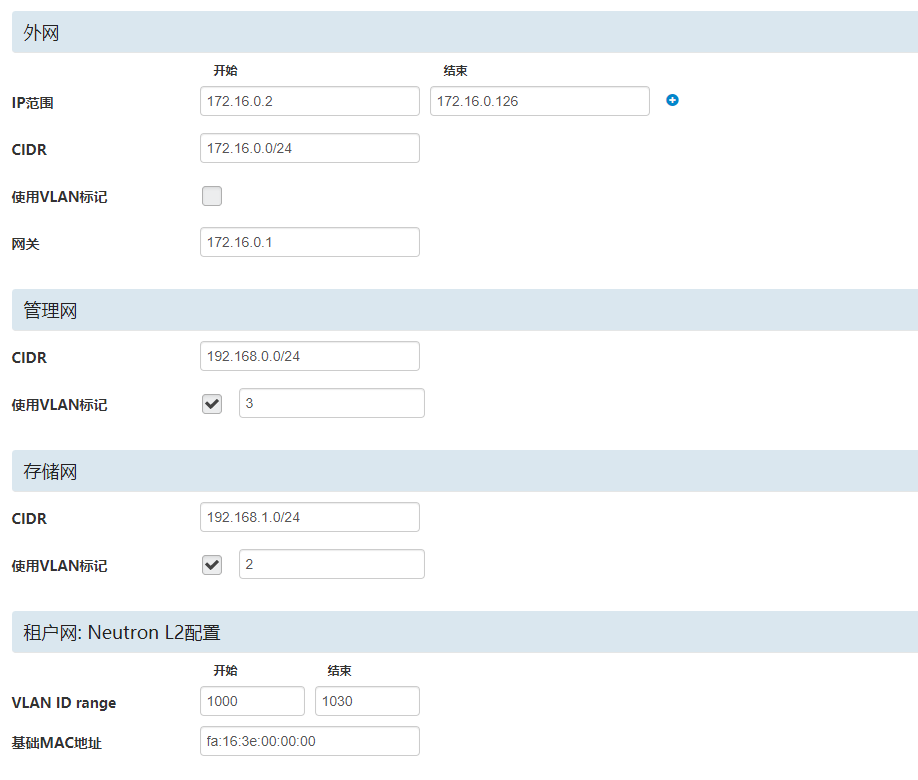 外网
开始 结束
IP范围 172.16.0.2 172.16.0.126
CIDR 172.16.0.0/24
使用VLAN标记
网关 172.16.0.1
管理网
CIDR 192.168.0.0/24
使用VLAN标记 3
存储网
CIDR 192.168.1.0/24
使用VLAN标记 2
租户网: Neutron L2配置
开始 结束
VLAN ID range 1000 1030
基础MAC地址 fa:16:3e:00:00:00